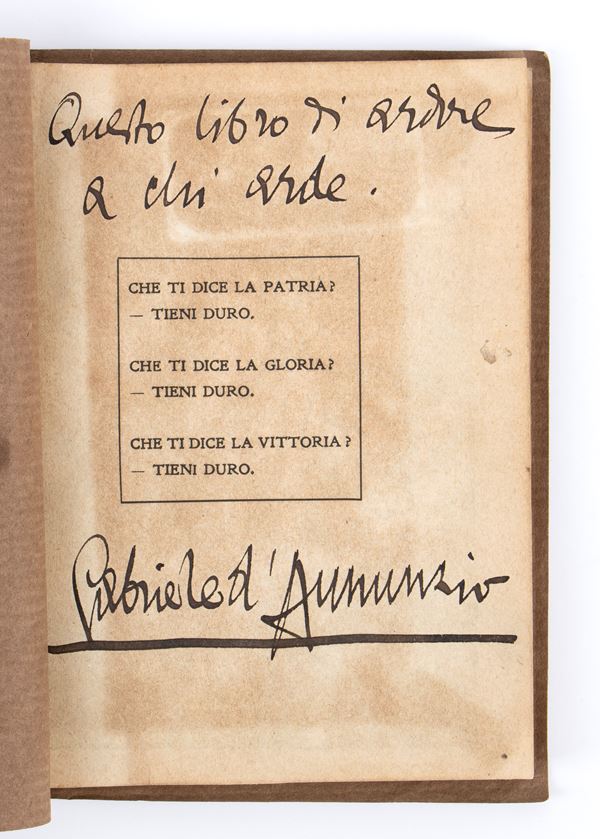 Questo libro di ardore
a chi arde.
CHE TI DICE LA PATRIA?
— TIENI DURO.
CHE TI DICE LA GLORIA?
— TIENI DURO.
CHE TI DICE LA VITTORIA?
— TIENI DURO.
Gabriele d'Annunzio